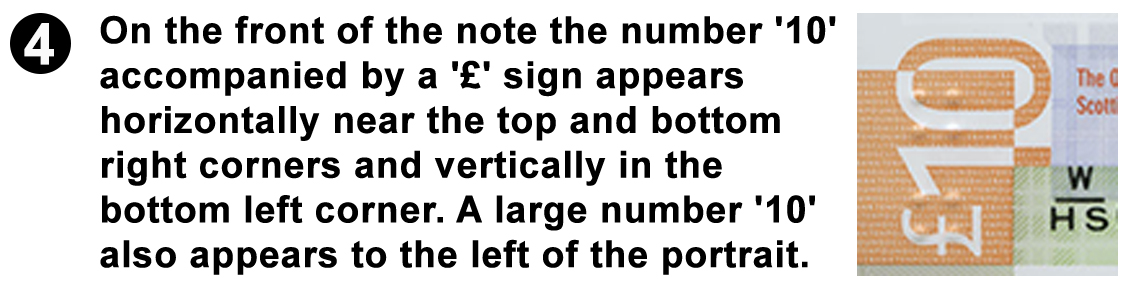 4
On the front of the note the number '10'
accompanied by a '£' sign appears
horizontally near the top and bottom
right corners and vertically in the
bottom left corner. A large number '10'
also appears to the left of the portrait.
£10
The
W
HS